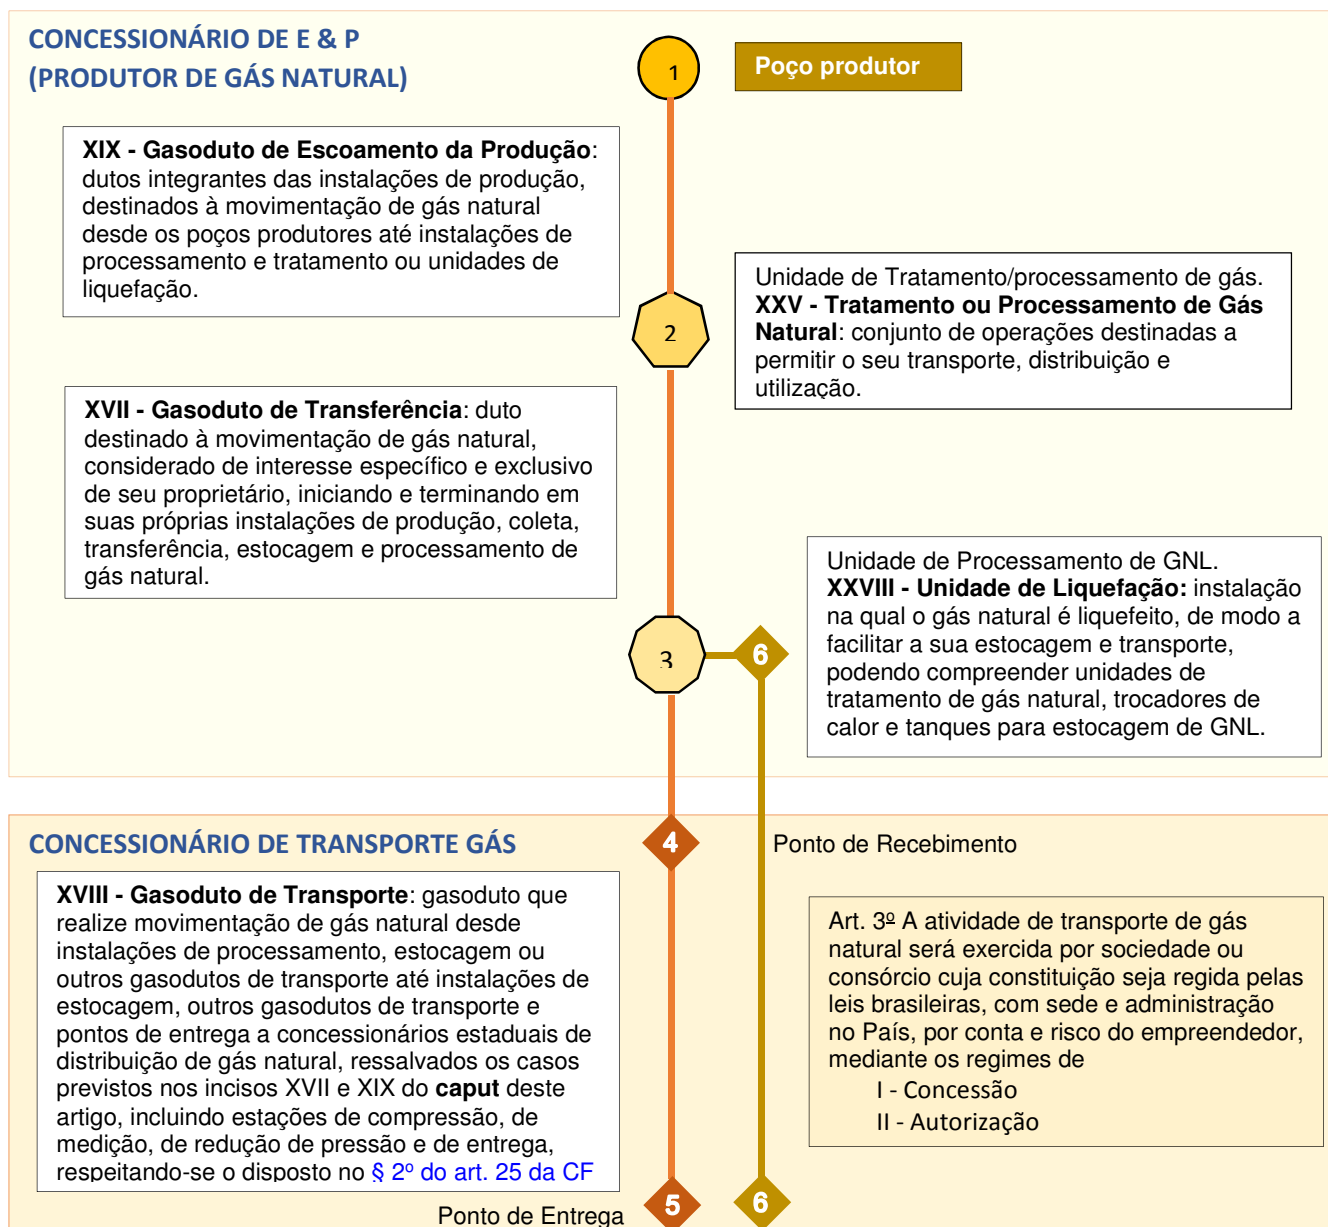 CONCESSIONÁRIO DE E & P
(PRODUTOR DE GÁS NATURAL)
1
Poço produtor
XIX - Gasoduto de Escoamento da Produção:
dutos integrantes das instalações de produção,
destinados à movimentação de gás natural
desde os poços produtores até instalações de
processamento e tratamento ou unidades de
liquefação.
2
Unidade de Tratamento/processamento de gás.
XXV - Tratamento ou Processamento de Gás
Natural: conjunto de operações destinadas a
permitir o seu transporte, distribuição e
utilização.
XVII - Gasoduto de Transferência: duto
destinado à movimentação de gás natural,
considerado de interesse específico e exclusivo
de seu proprietário, iniciando e terminando em
suas próprias instalações de produção, coleta,
transferência, estocagem e processamento de
gás natural.
3
6
Unidade de Processamento de GNL.
XXVIII - Unidade de Liquefação: instalação
na qual o gás natural é liquefeito, de modo a
facilitar a sua estocagem e transporte,
podendo compreender unidades de
tratamento de gás natural, trocadores de
calor e tanques para estocagem de GNL.
CONCESSIONÁRIO DE TRANSPORTE GÁS
4
Ponto de Recebimento
XVIII - Gasoduto de Transporte: gasoduto que
realize movimentação de gás natural desde
instalações de processamento, estocagem ou
outros gasodutos de transporte até instalações de
estocagem, outros gasodutos de transporte e
pontos de entrega a concessionários estaduais de
distribuição de gás natural, ressalvados os casos
previstos nos incisos XVII e XIX do caput deste
artigo, incluindo estações de compressão, de
medição, de redução de pressão e de entrega,
respeitando-se o disposto no § 2º do art. 25 da CF
Art. 3º A atividade de transporte de gás
natural será exercida por sociedade ou
consórcio cuja constituição seja regida pelas
leis brasileiras, com sede e administração
no País, por conta e risco do empreendedor,
mediante os regimes de
I - Concessão
II - Autorização
Ponto de Entrega
5
6